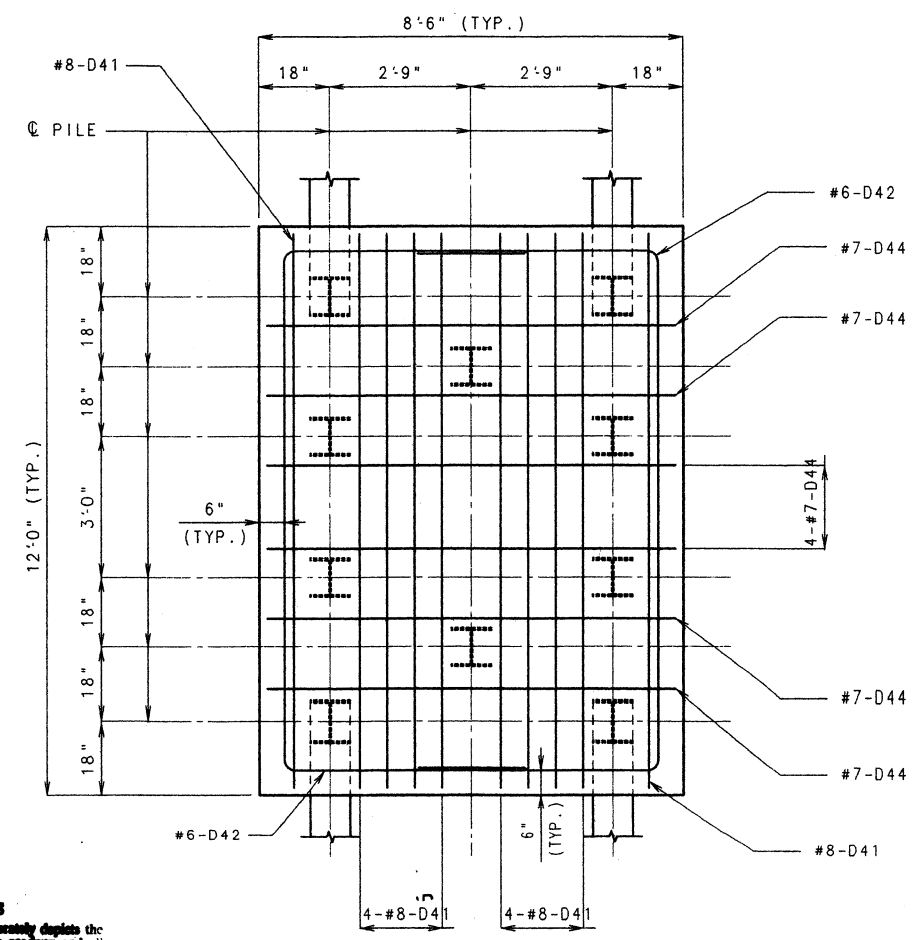 8'-6" (TYP.)
#8-D41
18"
2'-9"
2'-9"
18"
℄ PILE
#6-D42
#7-D44
#7-D44
18"
18"
18"
3'-0"
18"
18"
18"
12'-0" (TYP.)
6"
(TYP.)
4-#7-D44
#7-D44
#7-D44
#6-D42
6"
(TYP.)
#8-D41
4-#8-D41
4-#8-D41
depicts the